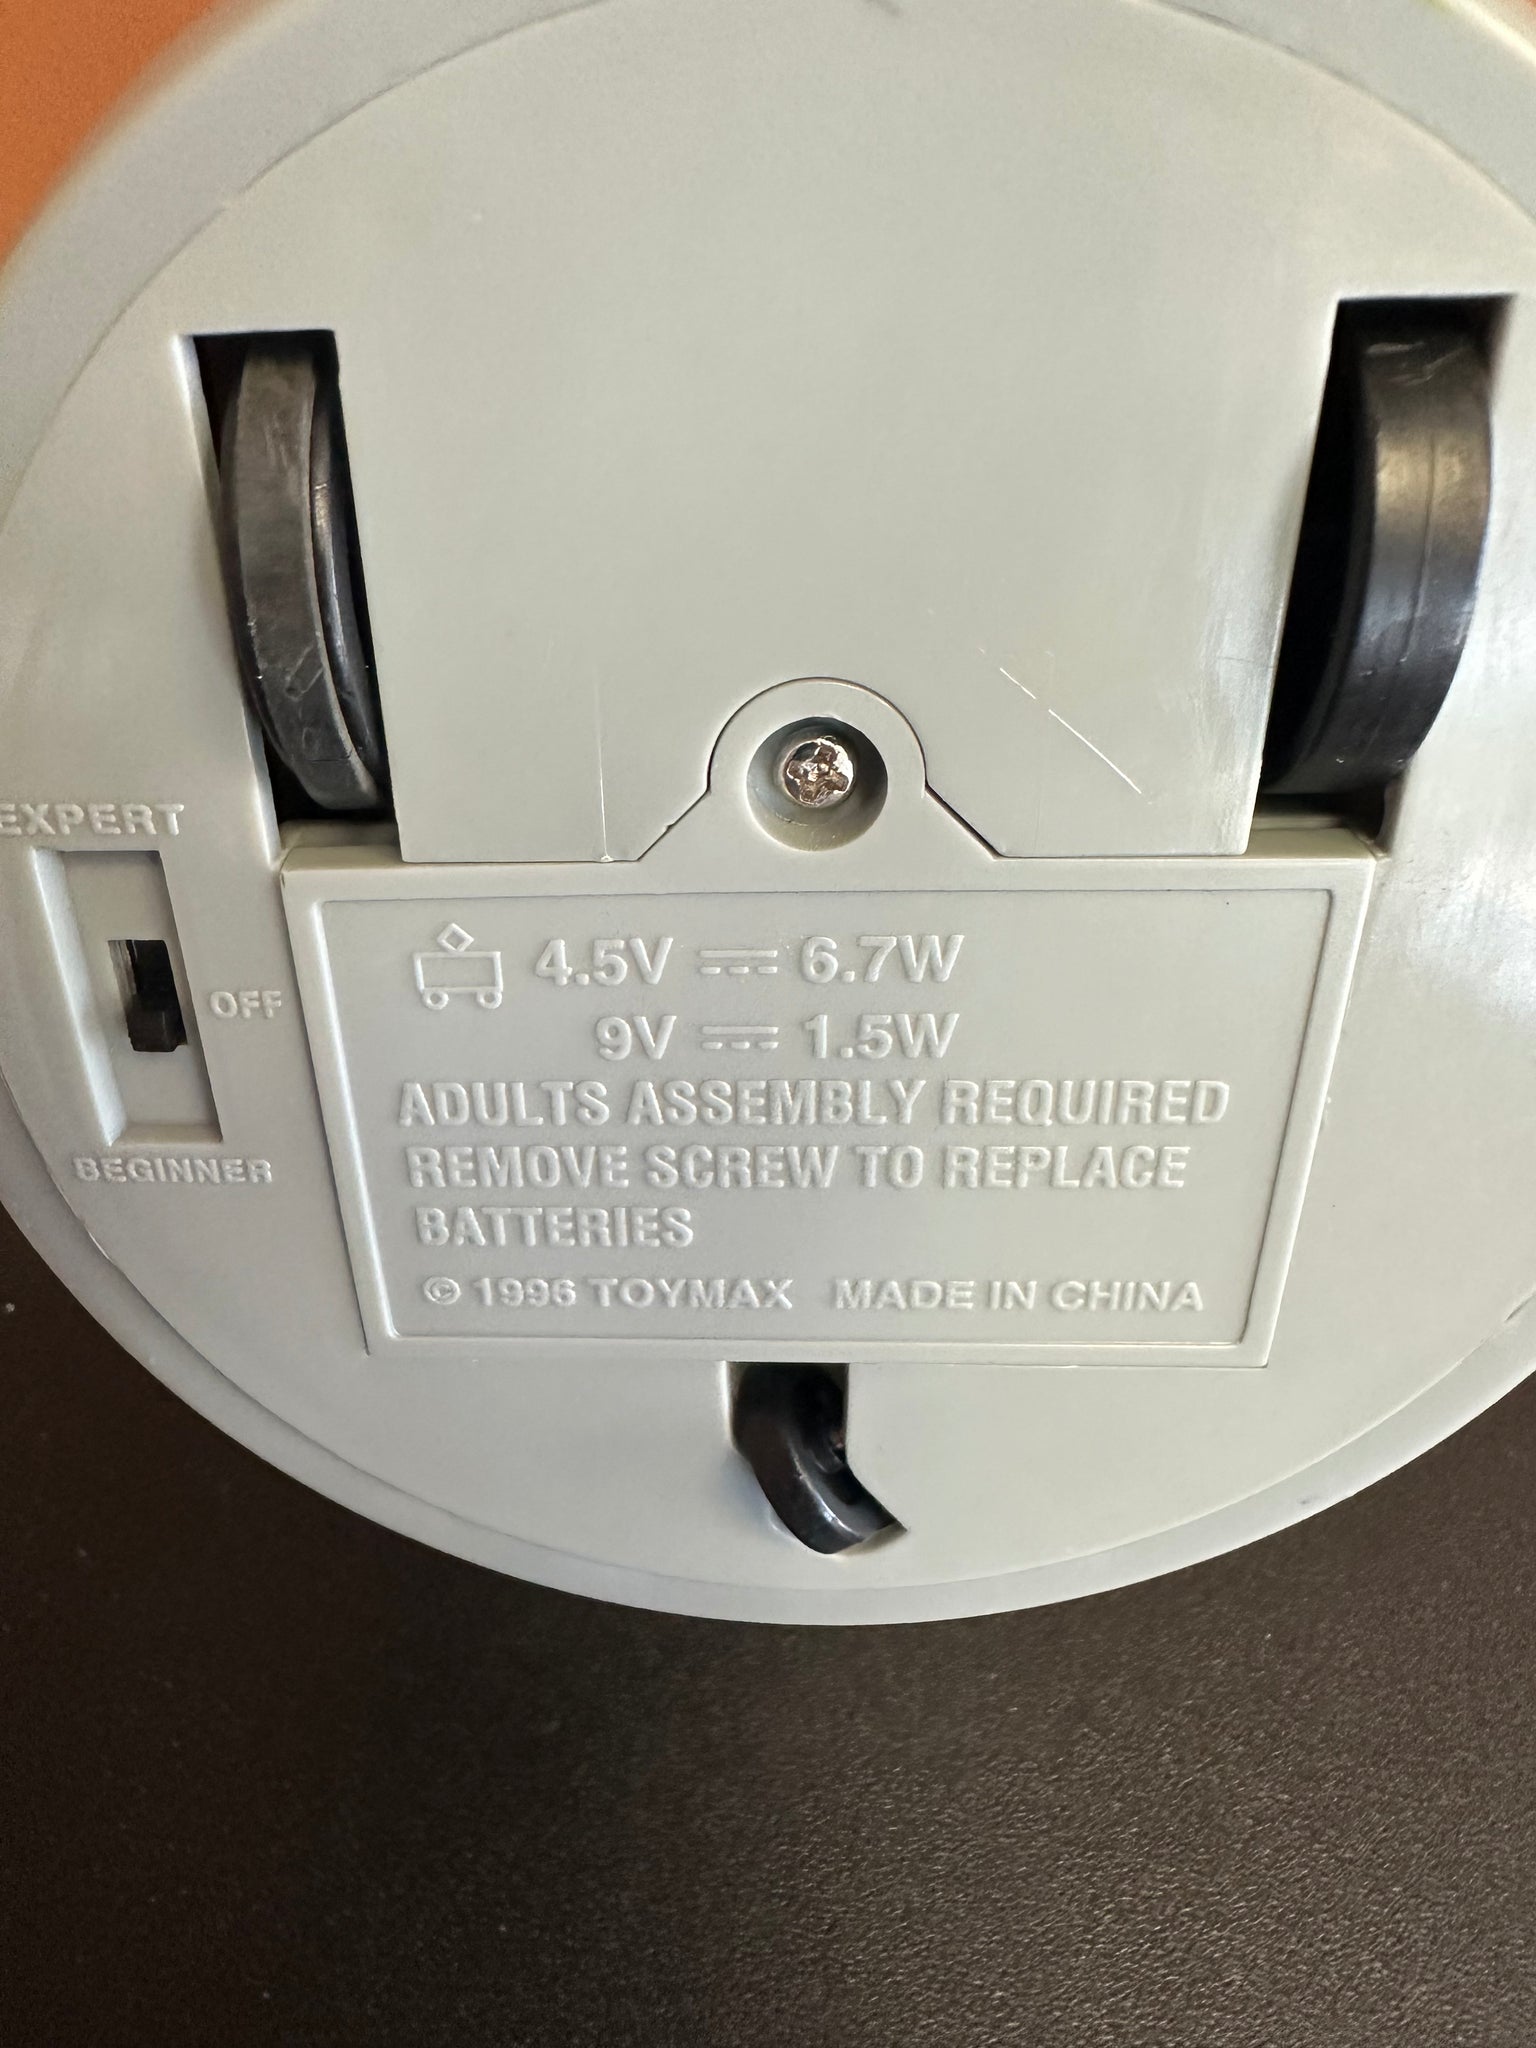 EXPERT
OFF
BEGINNER
4.5V ⎓ 6.7W
9V ⎓ 1.5W
ADULTS ASSEMBLY REQUIRED
REMOVE SCREW TO REPLACE
BATTERIES
© 1996 TOYMAX MADE IN CHINA